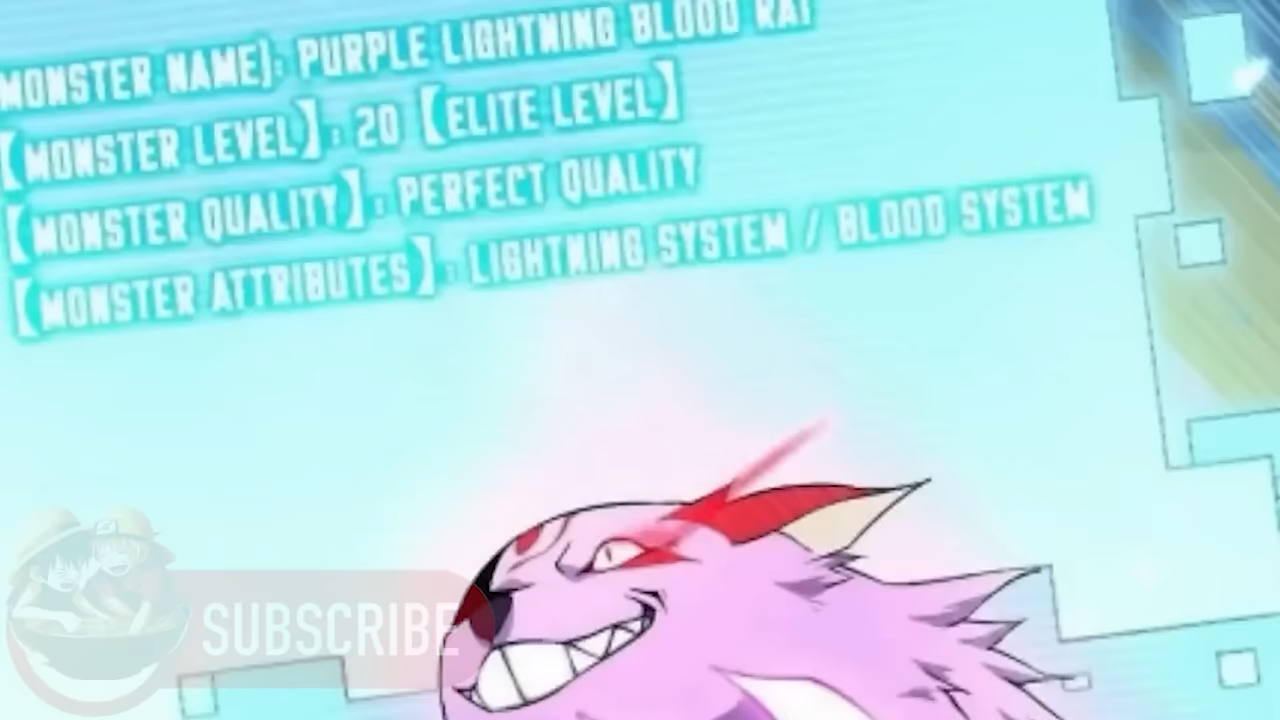 MONSTER NAME】: PURPLE LIGHTNING BLOOD RAT
【MONSTER LEVEL】: 20 【ELITE LEVEL】
【MONSTER QUALITY】: PERFECT QUALITY
【MONSTER ATTRIBUTES】: LIGHTNING SYSTEM / BLOOD SYSTEM
SUBSCRIBE